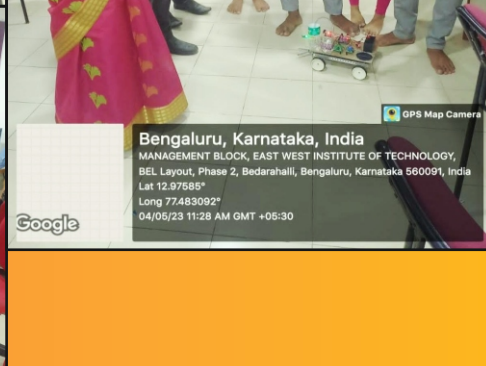 GPS Map Camera
Bengaluru, Karnataka, India
MANAGEMENT BLOCK, EAST WEST INSTITUTE OF TECHNOLOGY,
BEL Layout, Phase 2, Bedarahalli, Bengaluru, Karnataka 560091, India
Lat 12.97585°
Long 77.483092°
04/05/23 11:28 AM GMT +05:30
Google